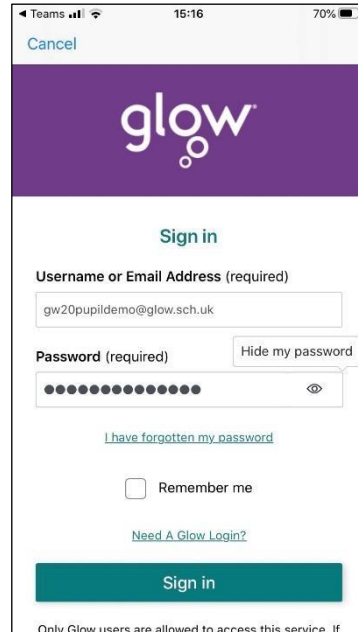 Teams 15:16 70%
Cancel
glow
Sign in
Username or Email Address (required)
gw20pupildemo@glow.sch.uk
Hide my password
Password (required)
●●●●●●●●●●●●●●
I have forgotten my password
Remember me
Need A Glow Login?
Sign in
Only Glow users are allowed to access this service. If